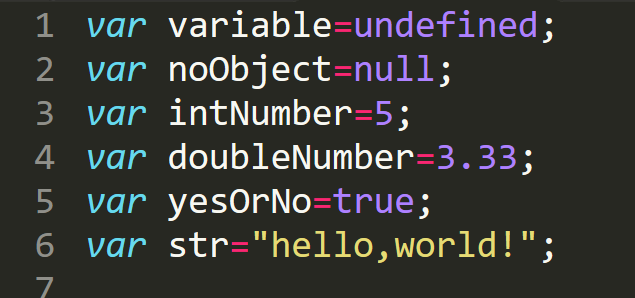 1 var variable=undefined;
2 var noObject=null;
3 var intNumber=5;
4 var doubleNumber=3.33;
5 var yesOrNo=true;
6 var str="hello,world!";
7